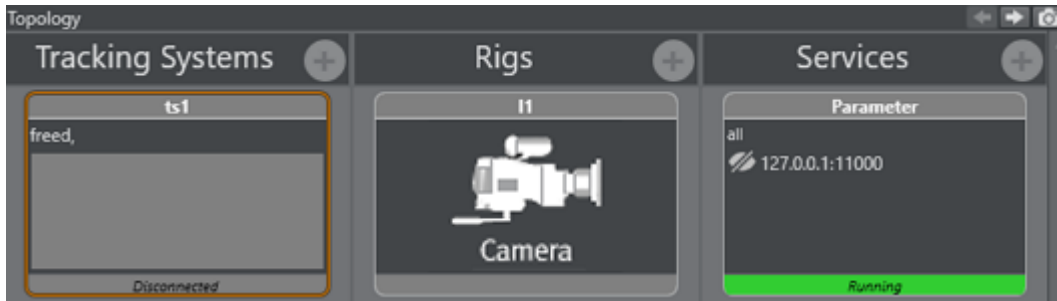 Topology
Tracking Systems
Rigs
Services
ts1
freed,
Disconnected
l1
Camera
Parameter
all
127.0.0.1:11000
Running